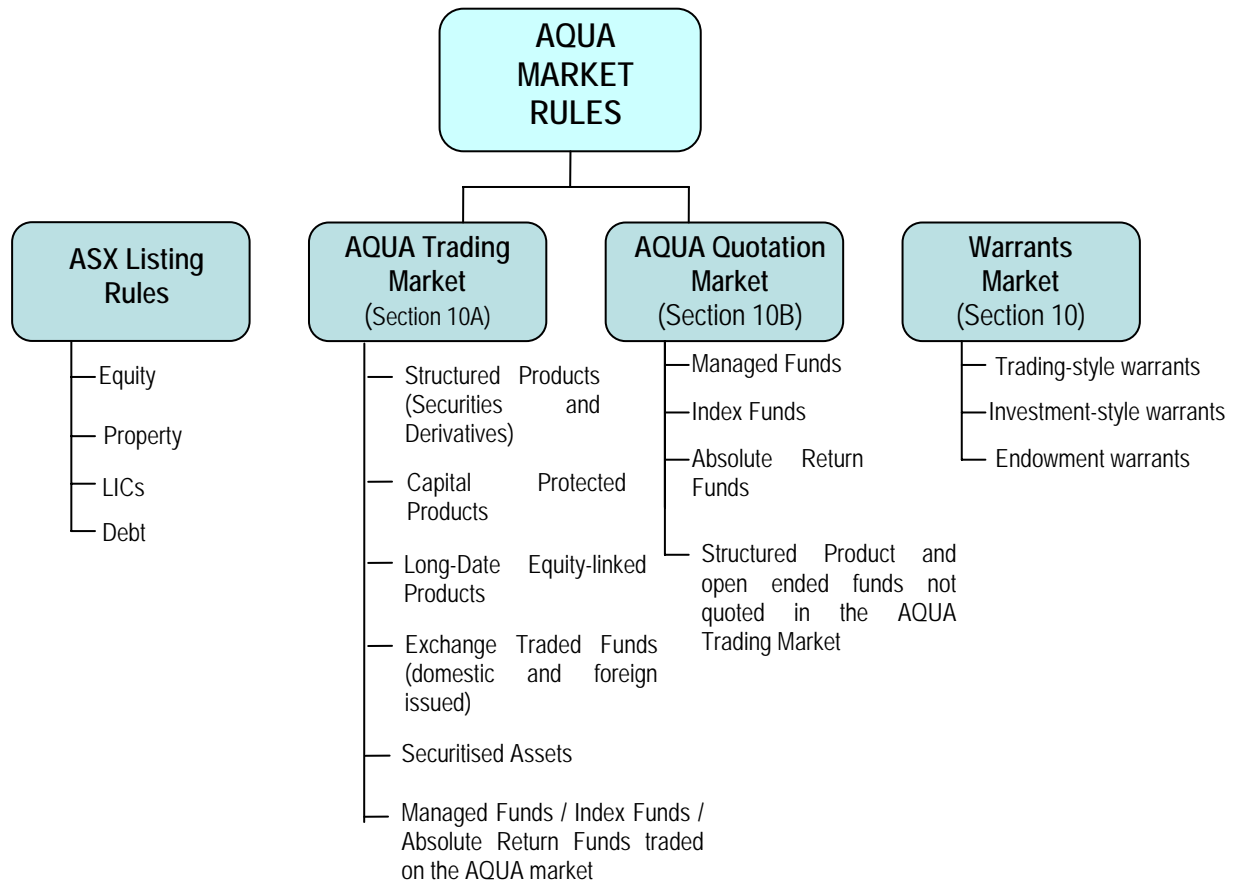 AQUA
MARKET
RULES
ASX Listing
Rules
Equity
Property
LICs
Debt
AQUA Trading
Market
(Section 10A)
Structured Products
(Securities and
Derivatives)
Capital Protected
Products
Long-Date Equity-linked
Products
Exchange Traded Funds
(domestic and foreign
issued)
Securitised Assets
Managed Funds / Index Funds /
Absolute Return Funds traded
on the AQUA market
AQUA Quotation
Market
(Section 10B)
Managed Funds
Index Funds
Absolute Return
Funds
Structured Product and
open ended funds not
quoted in the AQUA
Trading Market
Warrants
Market
(Section 10)
Trading-style warrants
Investment-style warrants
Endowment warrants